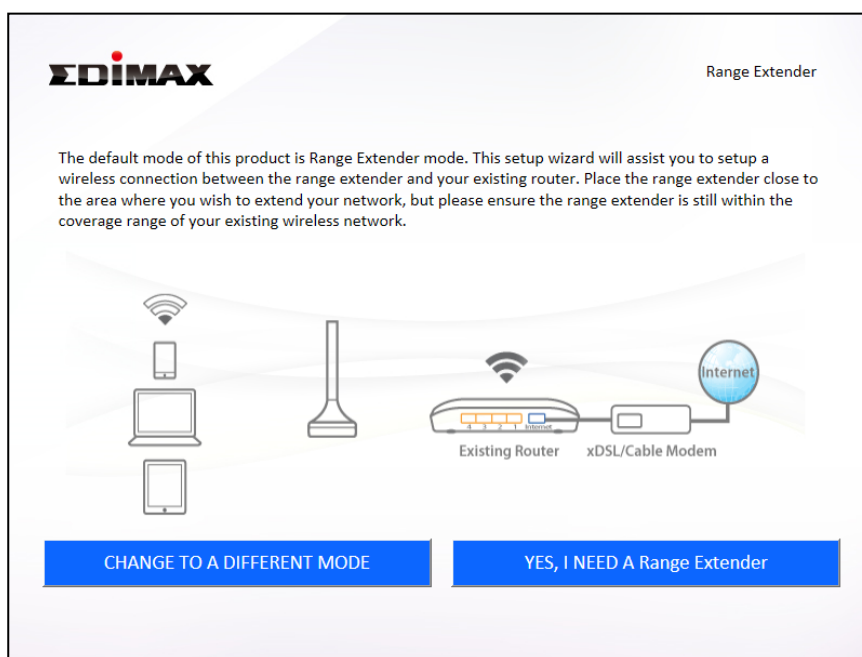 EDIMAX
Range Extender
The default mode of this product is Range Extender mode. This setup wizard will assist you to setup a
wireless connection between the range extender and your existing router. Place the range extender close to
the area where you wish to extend your network, but please ensure the range extender is still within the
coverage range of your existing wireless network.
Internet
4 3 2 1 Internet
Existing Router
xDSL/Cable Modem
CHANGE TO A DIFFERENT MODE
YES, I NEED A Range Extender